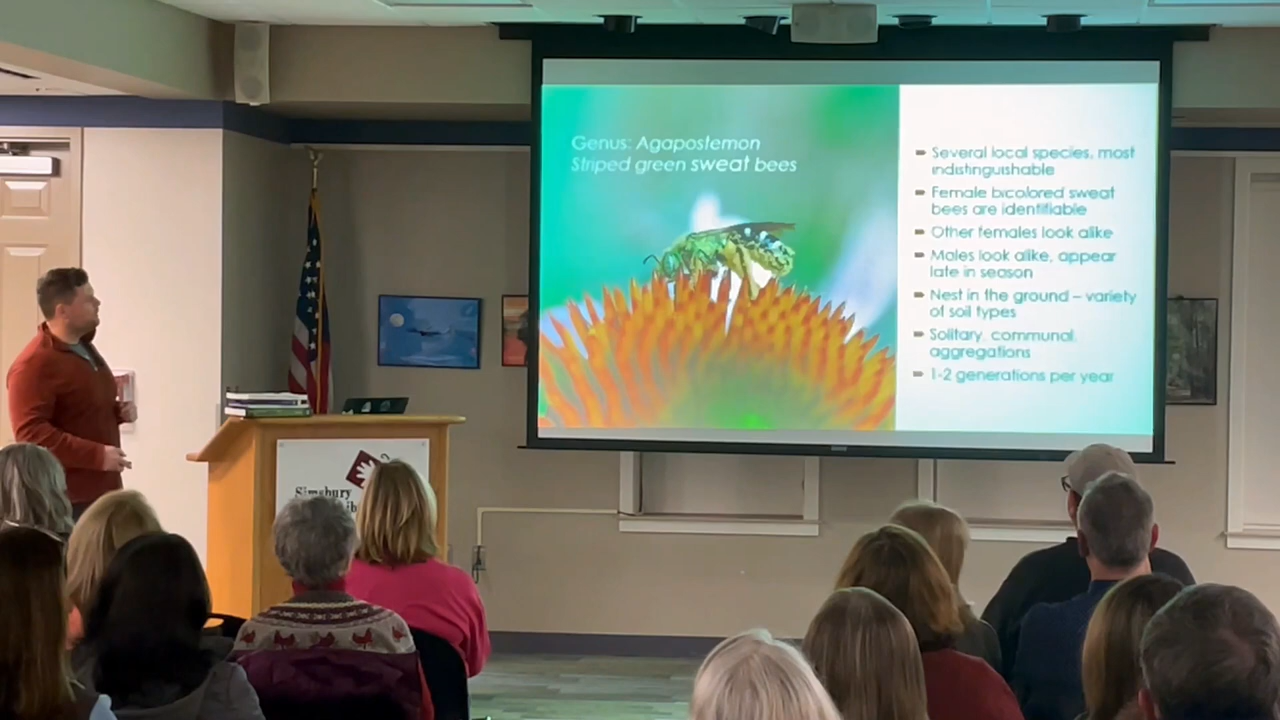 Genus: Agapostemon
Striped green sweat bees
Several local species, most
indistinguishable
Female bicolored sweat
bees are identifiable
Other females look alike
Males look alike, appear
late in season
Nest in the ground – variety
of soil types
Solitary, communal,
aggregations
1-2 generations per year
Simsbury